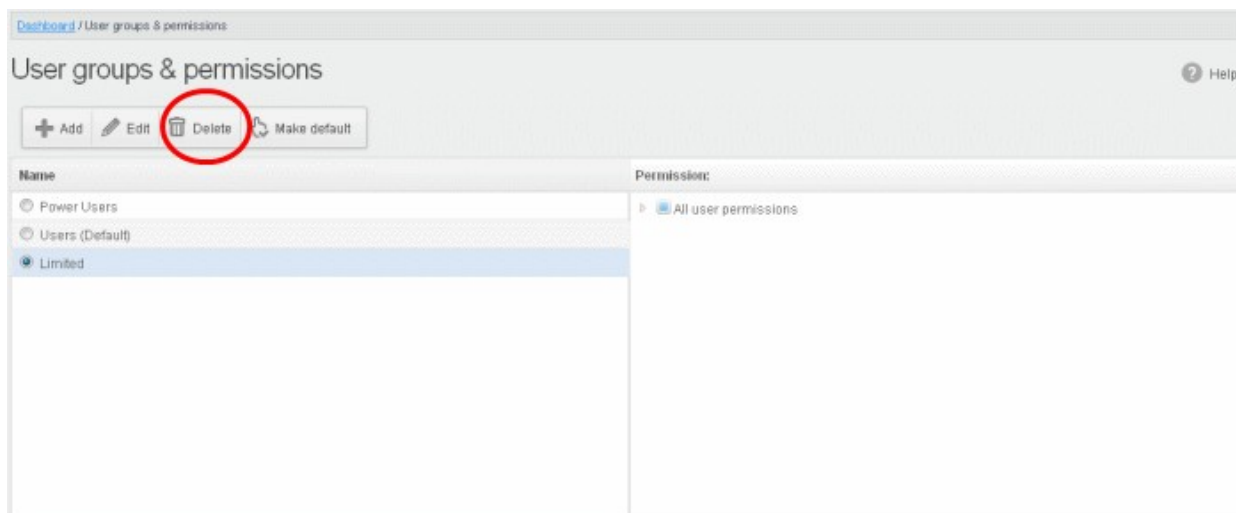 Dashboard / User groups & permissions
User groups & permissions
Help
Add Edit Delete Make default
Name Permission:
Power Users All user permissions
Users (Default)
Limited